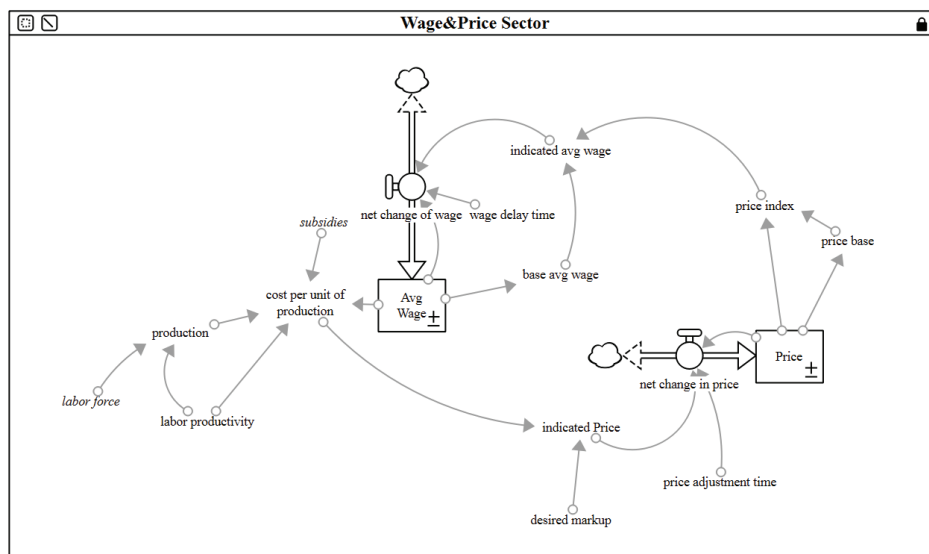 Wage&Price Sector
indicated avg wage
net change of wage
wage delay time
price index
subsidies
price base
base avg wage
cost per unit of
production
Avg
Wage
production
Price
net change in price
labor force
labor productivity
indicated Price
price adjustment time
desired markup